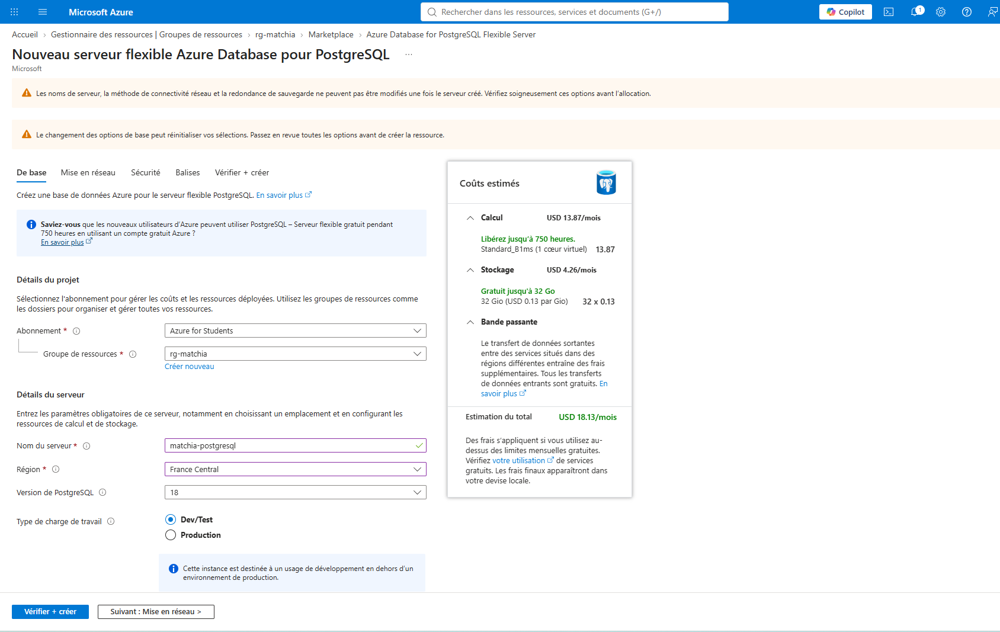 Microsoft Azure
Rechercher dans les ressources, services et documents (G+/)
Copilot
1
Accueil > Gestionnaire des ressources | Groupes de ressources > rg-matchia > Marketplace > Azure Database for PostgreSQL Flexible Server
Nouveau serveur flexible Azure Database pour PostgreSQL ...
Microsoft
Les noms de serveur, la méthode de connectivité réseau et la redondance de sauvegarde ne peuvent pas être modifiés une fois le serveur créé. Vérifiez soigneusement ces options avant l'allocation.
Le changement des options de base peut réinitialiser vos sélections. Passez en revue toutes les options avant de créer la ressource.
De base Mise en réseau Sécurité Balises Vérifier + créer
Créez une base de données Azure pour le serveur flexible PostgreSQL. En savoir plus
Saviez-vous que les nouveaux utilisateurs d'Azure peuvent utiliser PostgreSQL – Serveur flexible gratuit pendant
750 heures en utilisant un compte gratuit Azure ?
En savoir plus
Détails du projet
Sélectionnez l'abonnement pour gérer les coûts et les ressources déployées. Utilisez les groupes de ressources comme
les dossiers pour organiser et gérer toutes vos ressources.
Abonnement * Azure for Students
Groupe de ressources * rg-matchia
Créer nouveau
Détails du serveur
Entrez les paramètres obligatoires de ce serveur, notamment en choisissant un emplacement et en configurant les
ressources de calcul et de stockage.
Nom du serveur * matchia-postgresql
Région * France Central
Version de PostgreSQL 18
Type de charge de travail
Dev/Test
Production
Cette instance est destinée à un usage de développement en dehors d'un
environnement de production.
Coûts estimés
Calcul USD 13.87/mois
Libérez jusqu'à 750 heures.
Standard_B1ms (1 cœur virtuel) 13.87
Stockage USD 4.26/mois
Gratuit jusqu'à 32 Go
32 Gio (USD 0.13 par Gio) 32 x 0.13
Bande passante
Le transfert de données sortantes
entre des services situés dans des
régions différentes entraîne des frais
supplémentaires. Tous les transferts
de données entrants sont gratuits. En
savoir plus
Estimation du total USD 18.13/mois
Des frais s'appliquent si vous utilisez au-
dessus des limites mensuelles gratuites.
Vérifiez votre utilisation de services
gratuits. Les frais finaux apparaîtront dans
votre devise locale.
Vérifier + créer
Suivant : Mise en réseau >